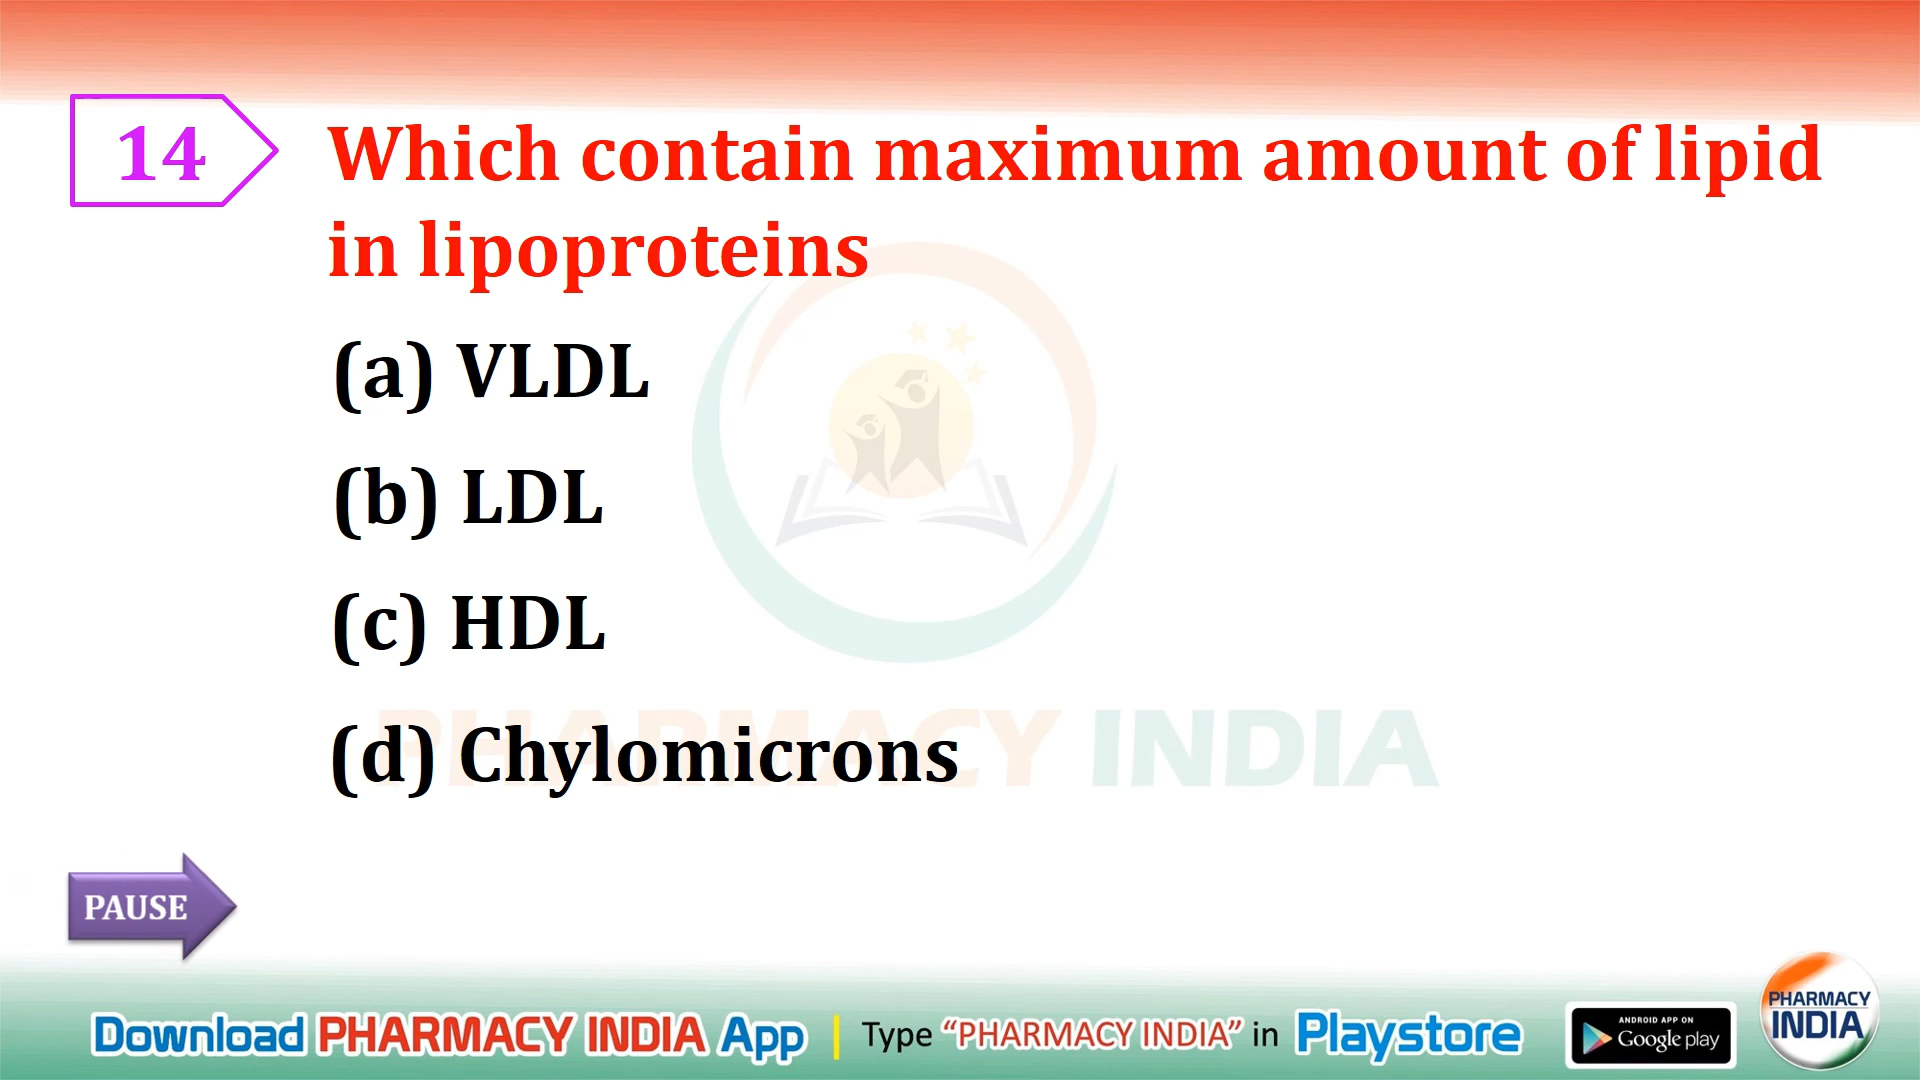 14
Which contain maximum amount of lipid
in lipoproteins
(a) VLDL
(b) LDL
(c) HDL
(d) Chylomicrons
PHARMACY INDIA
PAUSE
Download PHARMACY INDIA App | Type “PHARMACY INDIA” in Playstore
ANDROID APP ON
Google play
PHARMACY
INDIA